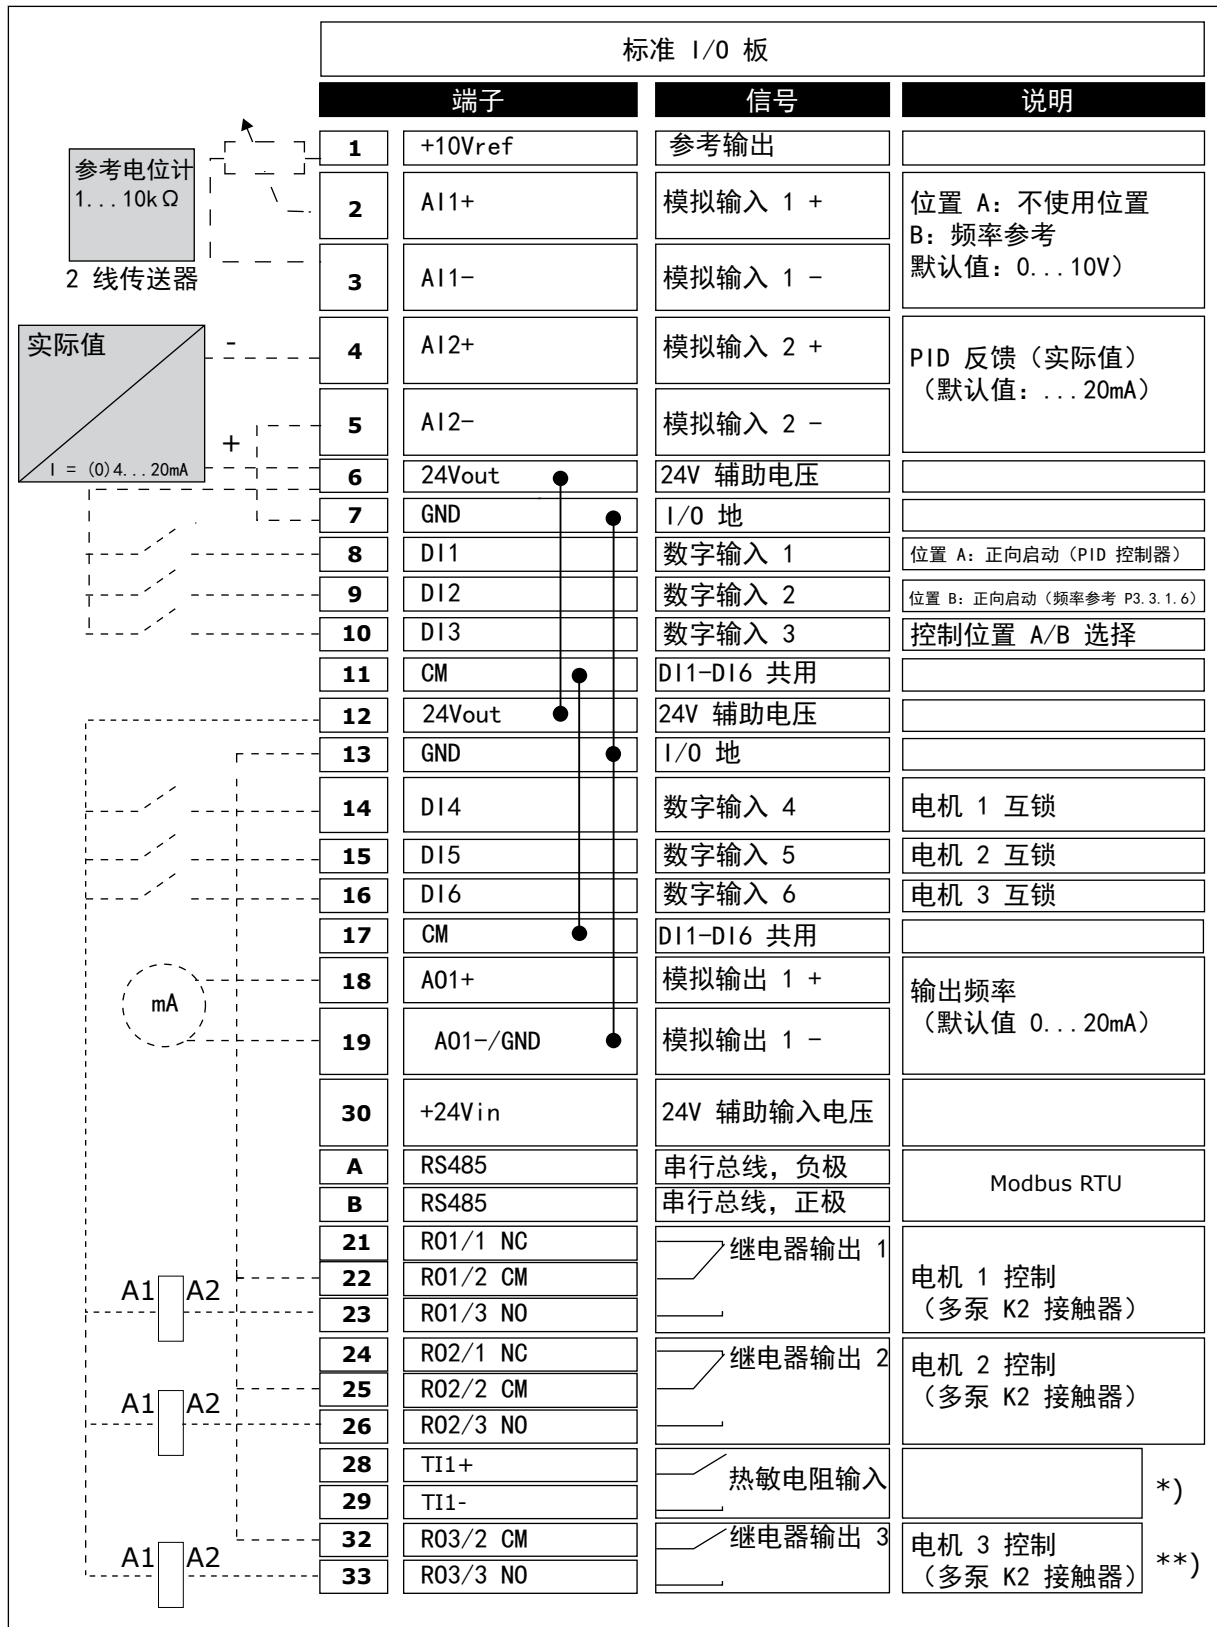 标准 I/O 板
端子 信号 说明
参考电位计
1...10kΩ
2 线传送器
1 +10Vref 参考输出
2 AI1+ 模拟输入 1 +
3 AI1- 模拟输入 1 -
位置 A：不使用位置
B：频率参考
默认值：0...10V）
实际值
I = (0)4...20mA
-
+
4 AI2+ 模拟输入 2 +
5 AI2- 模拟输入 2 -
PID 反馈（实际值）
（默认值：...20mA）
6 24Vout 24V 辅助电压
7 GND I/O 地
8 DI1 数字输入 1 位置 A：正向启动（PID 控制器）
9 DI2 数字输入 2 位置 B：正向启动（频率参考 P3.3.1.6）
10 DI3 数字输入 3 控制位置 A/B 选择
11 CM DI1-DI6 共用
12 24Vout 24V 辅助电压
13 GND I/O 地
14 DI4 数字输入 4 电机 1 互锁
15 DI5 数字输入 5 电机 2 互锁
16 DI6 数字输入 6 电机 3 互锁
17 CM DI1-DI6 共用
mA
18 AO1+ 模拟输出 1 +
19 AO1-/GND 模拟输出 1 -
输出频率
（默认值 0...20mA）
30 +24Vin 24V 辅助输入电压
A RS485 串行总线，负极
B RS485 串行总线，正极
Modbus RTU
21 RO1/1 NC 继电器输出 1
22 RO1/2 CM
A1 A2
23 RO1/3 NO
电机 1 控制
（多泵 K2 接触器）
24 RO2/1 NC 继电器输出 2
25 RO2/2 CM
A1 A2
26 RO2/3 NO
电机 2 控制
（多泵 K2 接触器）
28 TI1+ 热敏电阻输入
29 TI1-
*)
32 RO3/2 CM 继电器输出 3
A1 A2
33 RO3/3 NO
电机 3 控制
（多泵 K2 接触器）
**)